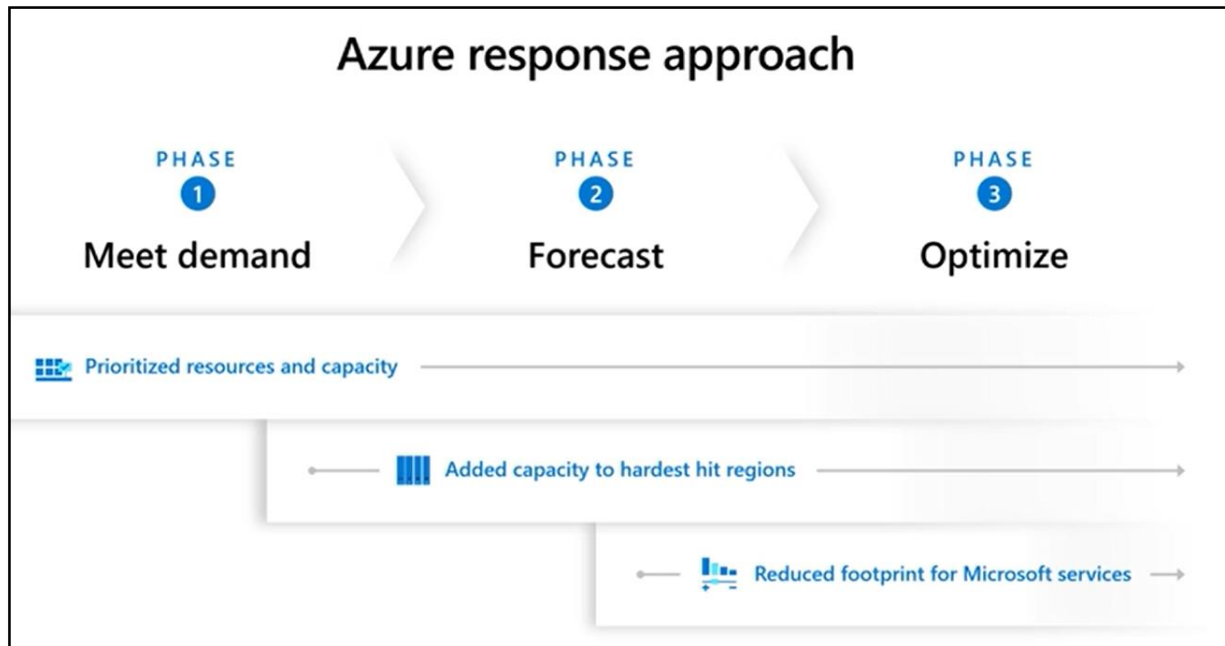 Azure response approach
PHASE
1
Meet demand
PHASE
2
Forecast
PHASE
3
Optimize
Prioritized resources and capacity
Added capacity to hardest hit regions
Reduced footprint for Microsoft services